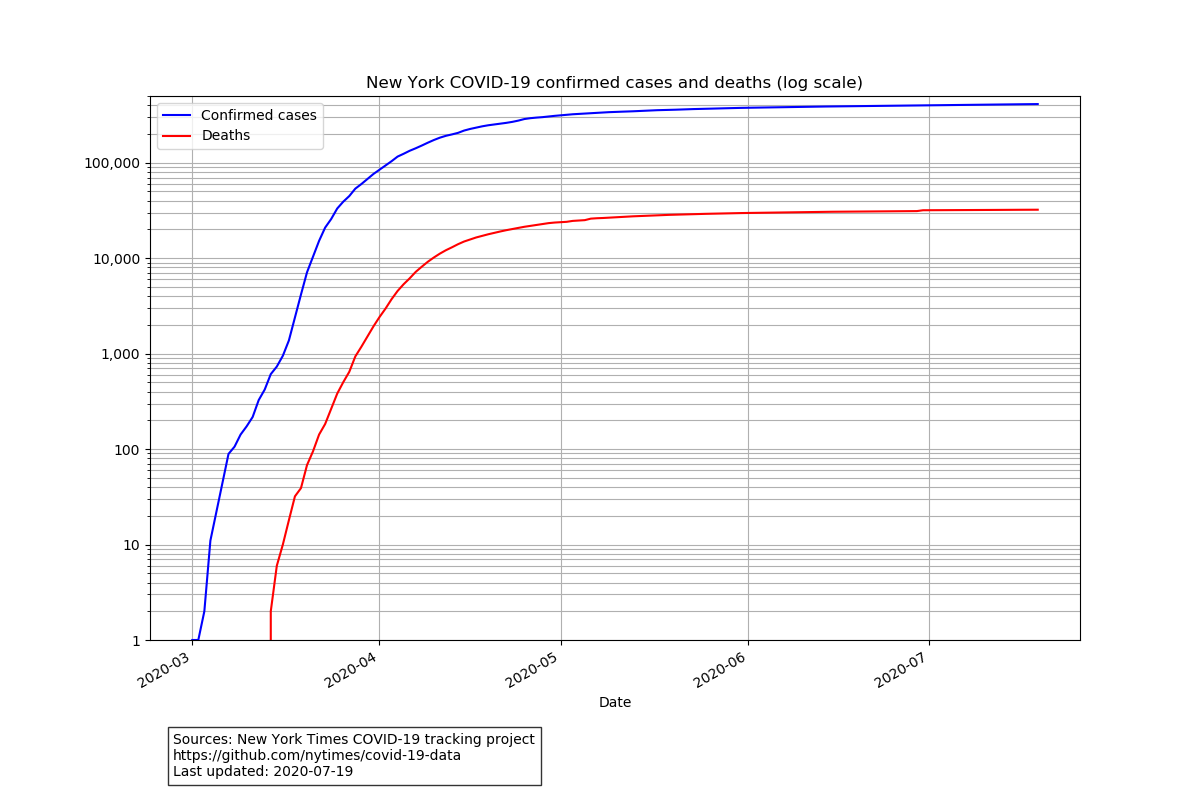 New York COVID-19 confirmed cases and deaths (log scale)
Confirmed cases
Deaths
100,000
10,000
1,000
100
10
1
2020-03
2020-04
2020-05
2020-06
2020-07
Date
Sources: New York Times COVID-19 tracking project
https://github.com/nytimes/covid-19-data
Last updated: 2020-07-19